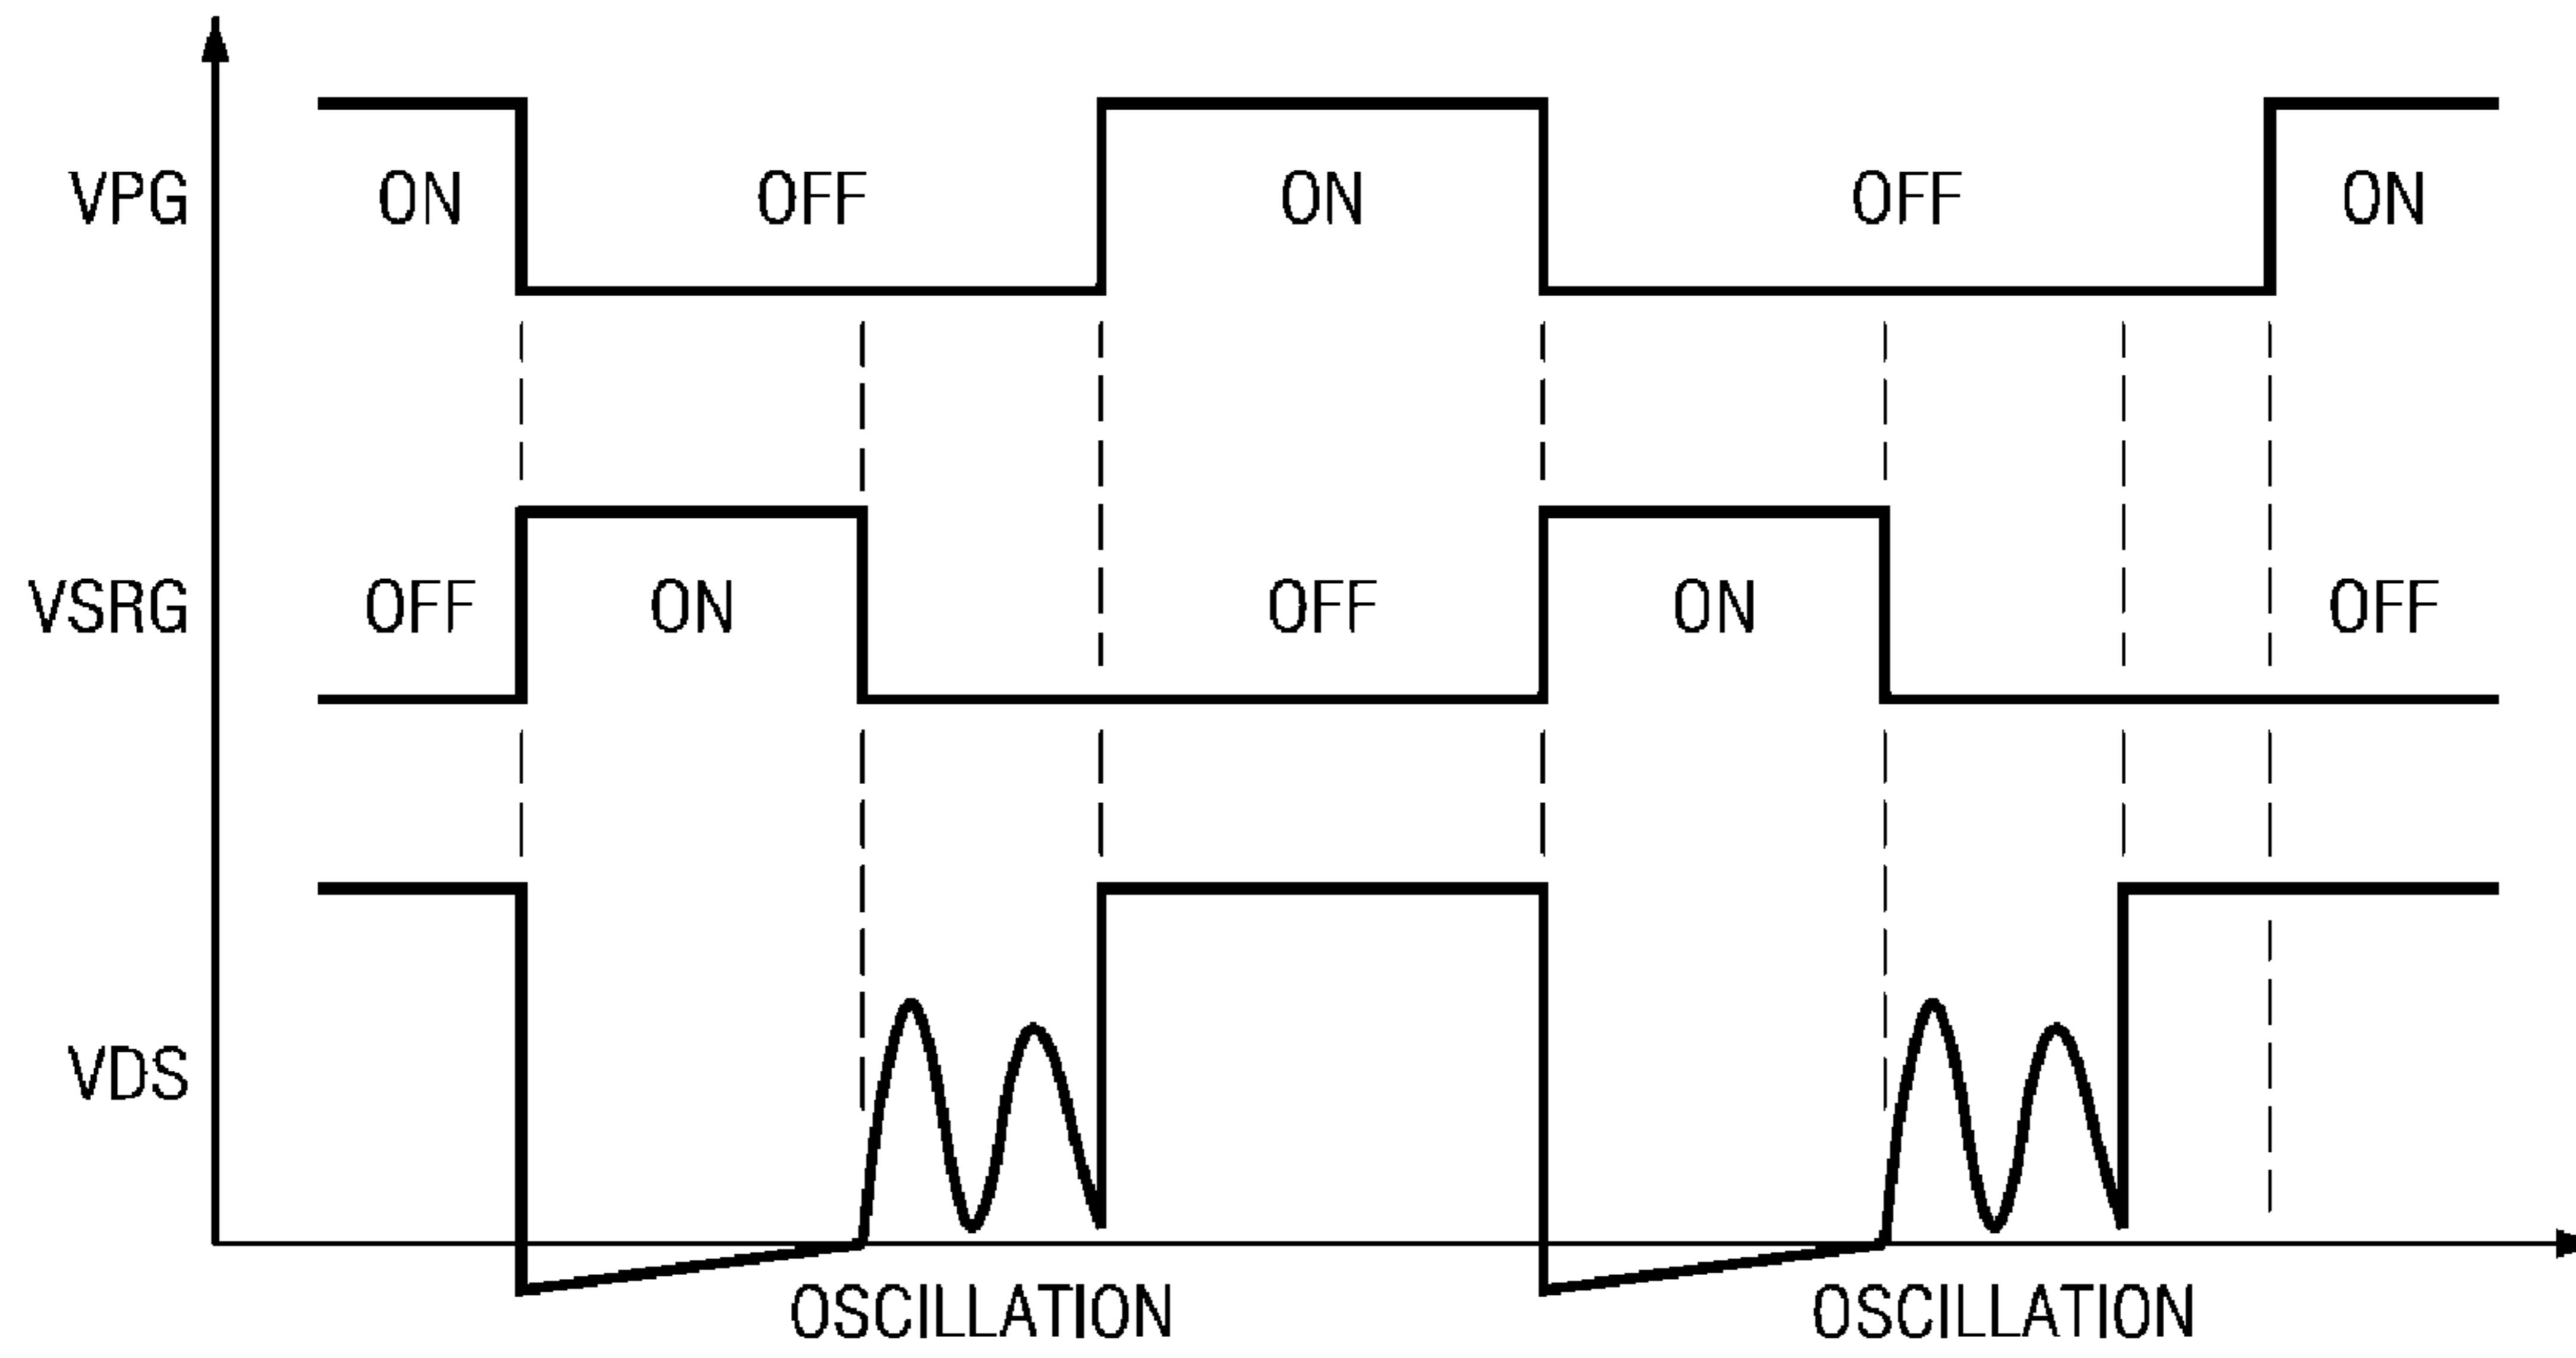 VPG ON OFF ON OFF ON
VSRG OFF ON OFF ON OFF
VDS
OSCILLATION OSCILLATION